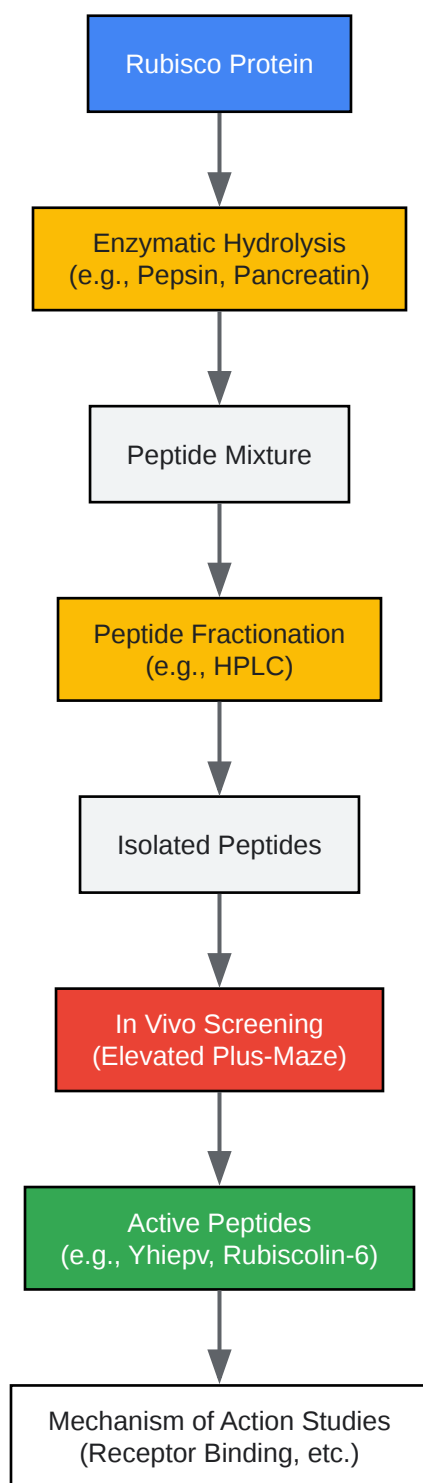 Rubisco Protein
Enzymatic Hydrolysis
(e.g., Pepsin, Pancreatin)
Peptide Mixture
Peptide Fractionation
(e.g., HPLC)
Isolated Peptides
In Vivo Screening
(Elevated Plus-Maze)
Active Peptides
(e.g., Yhiepv, Rubiscolin-6)
Mechanism of Action Studies
(Receptor Binding, etc.)